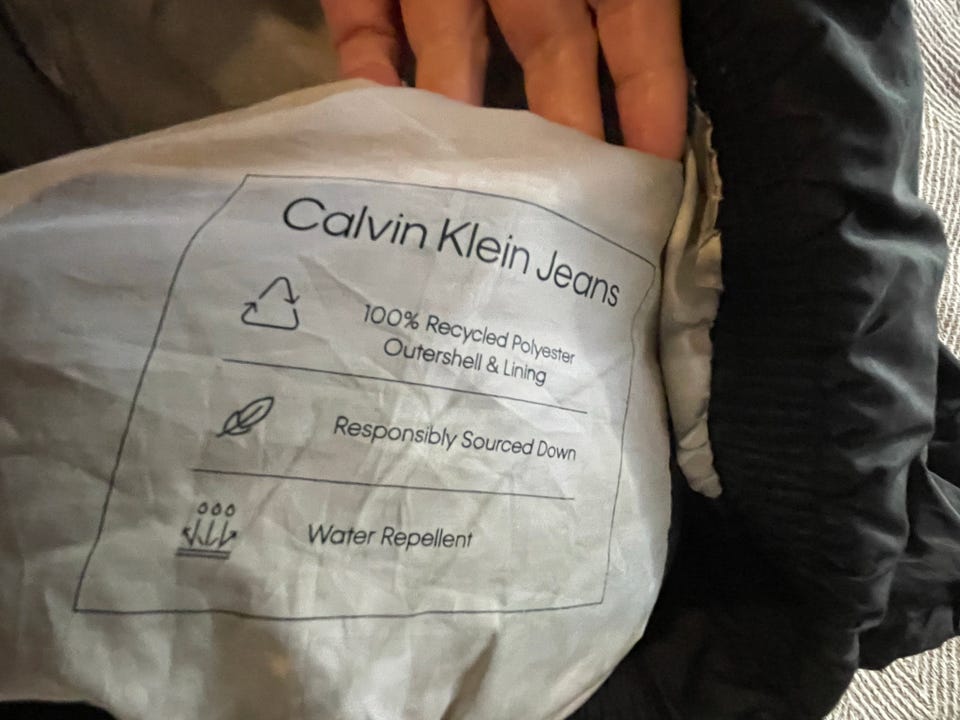 Calvin Klein Jeans
100% Recycled Polyester
Outershell & Lining
Responsibly Sourced Down
Water Repellent